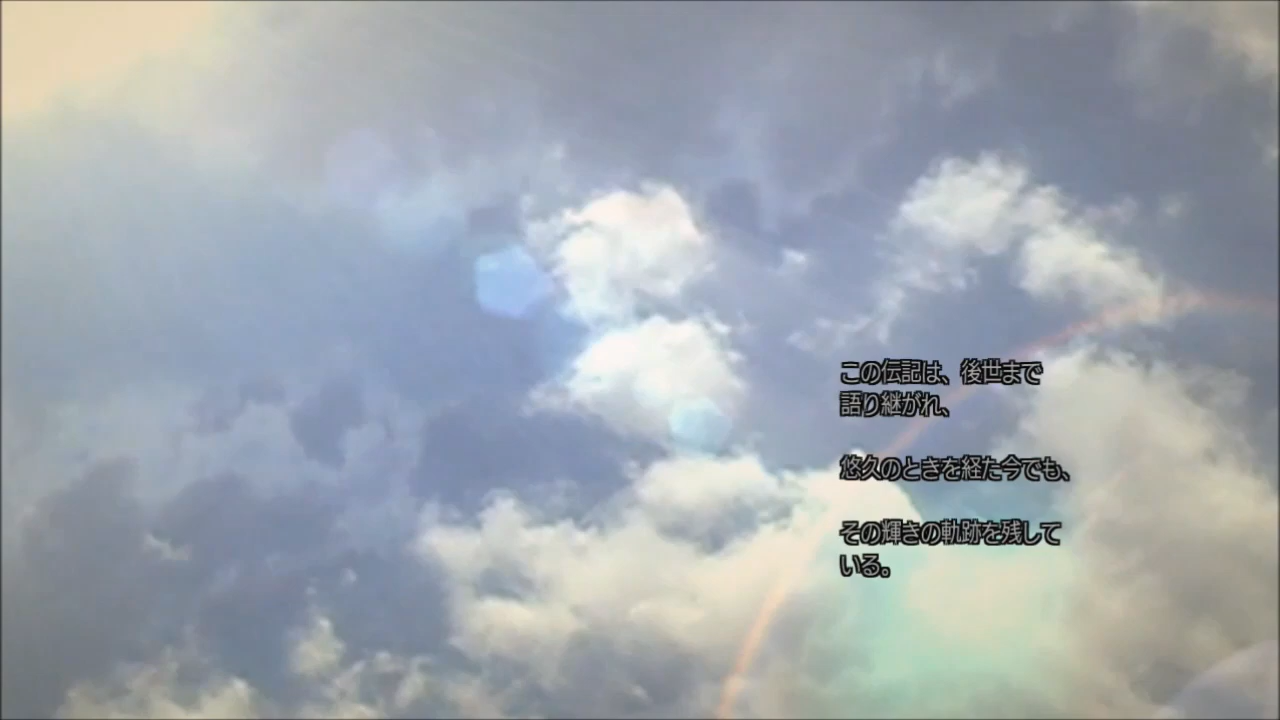 この伝記は、後世まで
語り継がれ、
悠久のときを経た今でも、
その輝きの軌跡を残して
いる。